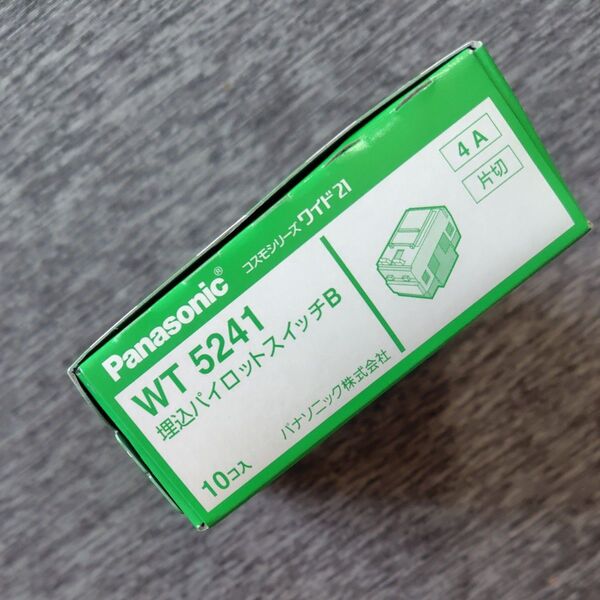 Panasonic®
コスモシリーズ ワイド21
WT 5241
埋込パイロットスイッチB
10コ入
パナソニック株式会社
4A
片切